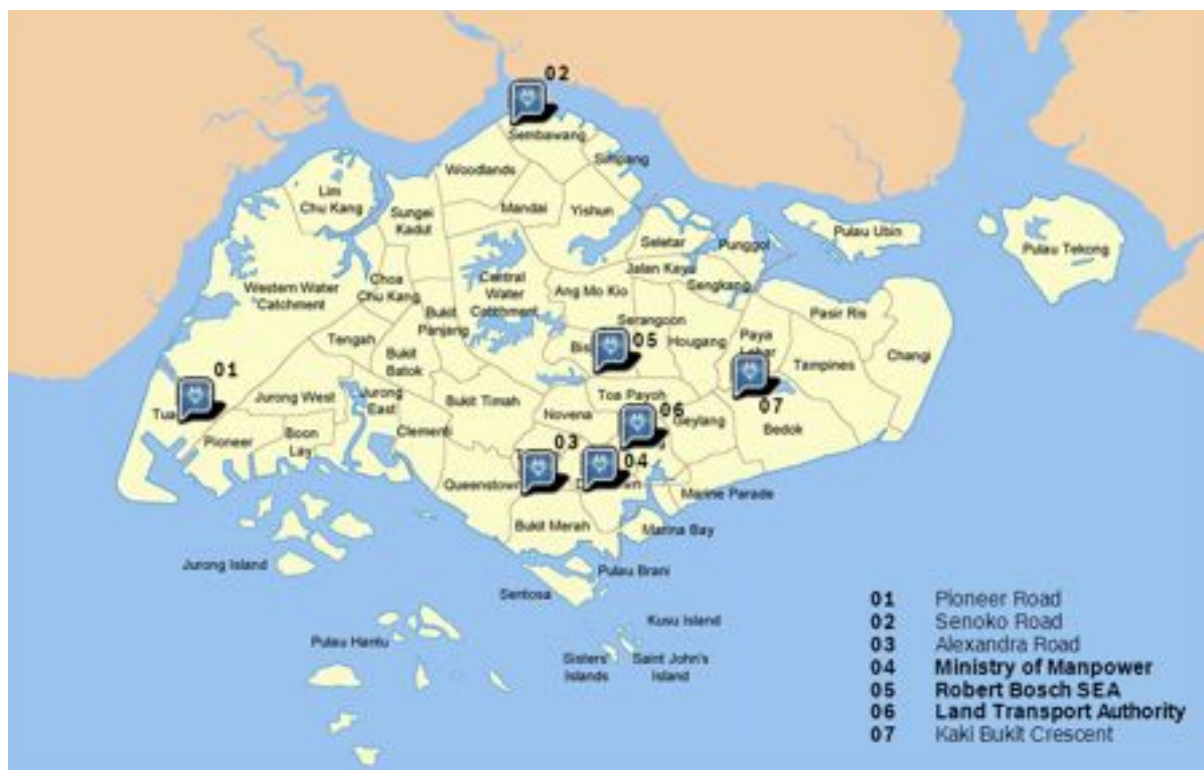 02
Sembawang
Simpang
Woodlands
Lim
Chu Kang
Mandai
Yishun
Sungei
Kadut
Seletar
Punggol
Pulau Ubin
Pulau Tekong
Jalan Kayu
Sengkang
Western Water
Catchment
Choa
Chu Kang
Central
Water
Catchment
Ang Mo Kio
Bukit
Panjang
Serangoon
Pasir Ris
Tengah
Bis
05
Hougang
Paya
Lebar
Tampines
Changi
01
Tua
Bukit
Batok
Jurong West
Jurong
East
Bukit Timah
Toa Payoh
07
Novena
06
Geylang
Bedok
Pioneer
Boon
Lay
Clementi
03
04
Queenstown
D
wn
Marine Parade
Bukit Merah
Marina Bay
Jurong Island
Pulau Brani
Sentosa
Kusu Island
Pulau Hantu
Sisters'
Islands
Saint John's
Island
01 Pioneer Road
02 Senoko Road
03 Alexandra Road
04 Ministry of Manpower
05 Robert Bosch SEA
06 Land Transport Authority
07 Kaki Bukit Crescent